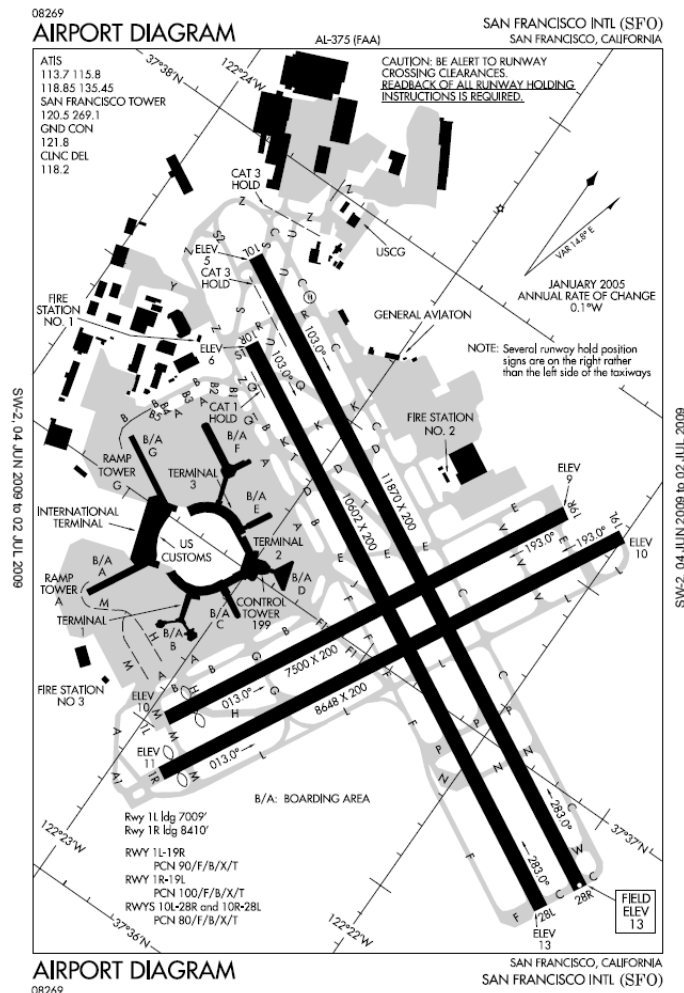 08269
AIRPORT DIAGRAM
AL-375 (FAA)
SAN FRANCISCO INTL (SFO)
SAN FRANCISCO, CALIFORNIA
ATIS
113.7 115.8
118.85 135.45
SAN FRANCISCO TOWER
120.5 269.1
GND CON
121.8
CLNC DEL
118.2
37°38'N
122°24'W
CAUTION: BE ALERT TO RUNWAY
CROSSING CLEARANCES.
READBACK OF ALL RUNWAY HOLDING
INSTRUCTIONS IS REQUIRED.
CAT 3
HOLD
USCG
VAR 14.8° E
JANUARY 2005
ANNUAL RATE OF CHANGE
0.1°W
ELEV
5
10L
CAT 3
HOLD
FIRE
STATION
NO. 1
ELEV
6
10R
103.0°
103.0°
GENERAL AVIATON
NOTE: Several runway hold position
signs are on the right rather
than the left side of the taxiways
CAT 1
HOLD
B/A
F
B/A
G
RAMP
TOWER
G
TERMINAL
3
FIRE STATION
NO. 2
ELEV
9
19R
193.0°
19L
193.0°
ELEV
10
11870 X 200
10602 X 200
B/A
E
INTERNATIONAL
TERMINAL
US
CUSTOMS
TERMINAL
2
B/A
A
RAMP
TOWER
A
B/A
D
TERMINAL
1
B/A
B
B/A
C
CONTROL
TOWER
199
FIRE STATION
NO 3
ELEV
10
1L
013.0°
7500 X 200
8648 X 200
ELEV
11
1R
013.0°
B/A: BOARDING AREA
Rwy 1L ldg 7009'
Rwy 1R ldg 8410'
RWY 1L-19R
PCN 90/F/B/X/T
RWY 1R-19L
PCN 100/F/B/X/T
RWYS 10L-28R and 10R-28L
PCN 80/F/B/X/T
122°23'W
37°36'N
122°22'W
37°37'N
283.0°
283.0°
28L
28R
ELEV
13
FIELD
ELEV
13
SW-2, 04 JUN 2009 to 02 JUL 2009
SW-2, 04 JUN 2009 to 02 JUL 2009
AIRPORT DIAGRAM
08269
SAN FRANCISCO, CALIFORNIA
SAN FRANCISCO INTL (SFO)